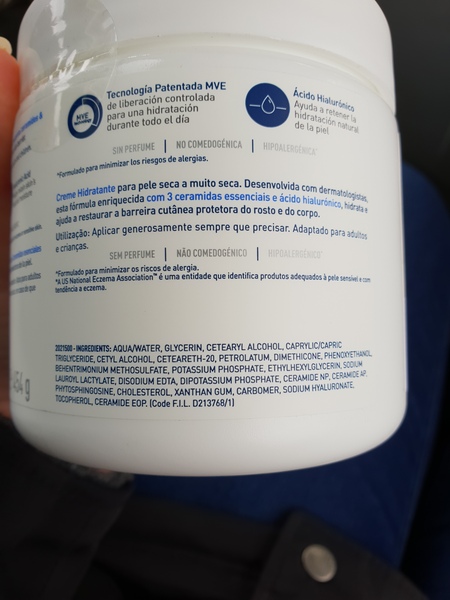 Tecnología Patentada MVE
de liberación controlada
para una hidratación
durante todo el día
MVE
Ácido Hialurónico
Ayuda a retener la
hidratación natural
de la piel
SIN PERFUME | NO COMEDOGÉNICA | HIPOALERGÉNICA*
*Formulado para minimizar los riesgos de alergias.
Creme Hidratante para pele seca a muito seca. Desenvolvida com dermatologistas,
esta fórmula enriquecida com 3 ceramidas essenciais e ácido hialurónico, hidrata e
ajuda a restaurar a barreira cutânea protetora do rosto e do corpo.
Utilização: Aplicar generosamente sempre que precisar. Adaptado para adultos
e crianças.
SEM PERFUME | NÃO COMEDOGÉNICO | HIPOALERGÉNICO*
*Formulado para minimizar os riscos de alergia.
*A US National Eczema Association™ é uma entidade que identifica produtos adequados à pele sensível e com
tendência a eczema.
2021500 - INGREDIENTS: AQUA/WATER, GLYCERIN, CETEARYL ALCOHOL, CAPRYLIC/CAPRIC
TRIGLYCERIDE, CETYL ALCOHOL, CETEARETH-20, PETROLATUM, DIMETHICONE, PHENOXYETHANOL,
BEHENTRIMONIUM METHOSULFATE, POTASSIUM PHOSPHATE, ETHYLHEXYLGLYCERIN, SODIUM
LAUROYL LACTYLATE, DISODIUM EDTA, DIPOTASSIUM PHOSPHATE, CERAMIDE NP, CERAMIDE AP,
PHYTOSPHINGOSINE, CHOLESTEROL, XANTHAN GUM, CARBOMER, SODIUM HYALURONATE,
TOCOPHEROL, CERAMIDE EOP. (Code F.I.L. D213768/1)
454 g